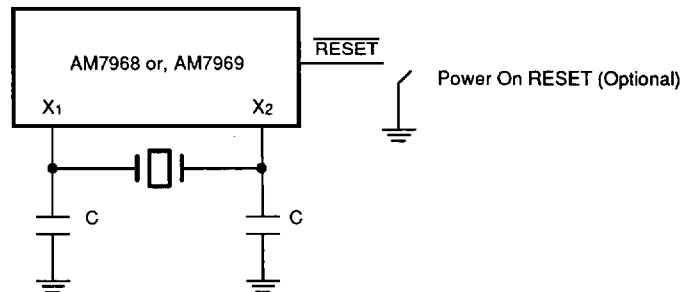 RESET
AM7968 or, AM7969
Power On RESET (Optional)
X1
X2
C
C